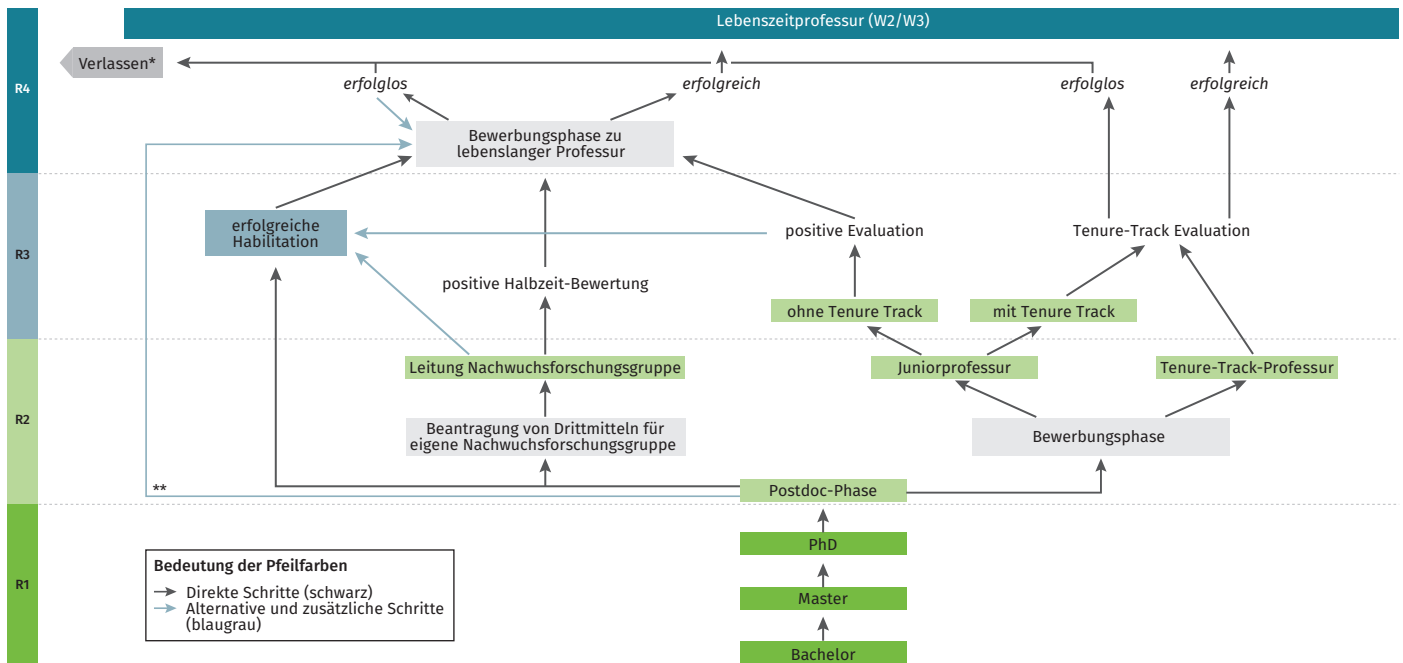 Lebenszeitprofessur (W2/W3)
Verlassen*
R4
erfolglos
erfolgreich
erfolglos
erfolgreich
Bewerbungsphase zu
lebenslanger Professur
erfolgreiche
Habilitation
positive Evaluation
Tenure-Track Evaluation
R3
positive Halbzeit-Bewertung
ohne Tenure Track
mit Tenure Track
Leitung Nachwuchsforschungsgruppe
Juniorprofessur
Tenure-Track-Professur
R2
Beantragung von Drittmitteln für
eigene Nachwuchsforschungsgruppe
Bewerbungsphase
**
Postdoc-Phase
PhD
R1
Master
Bachelor
Bedeutung der Pfeilfarben
Direkte Schritte (schwarz)
Alternative und zusätzliche Schritte
(blaugrau)